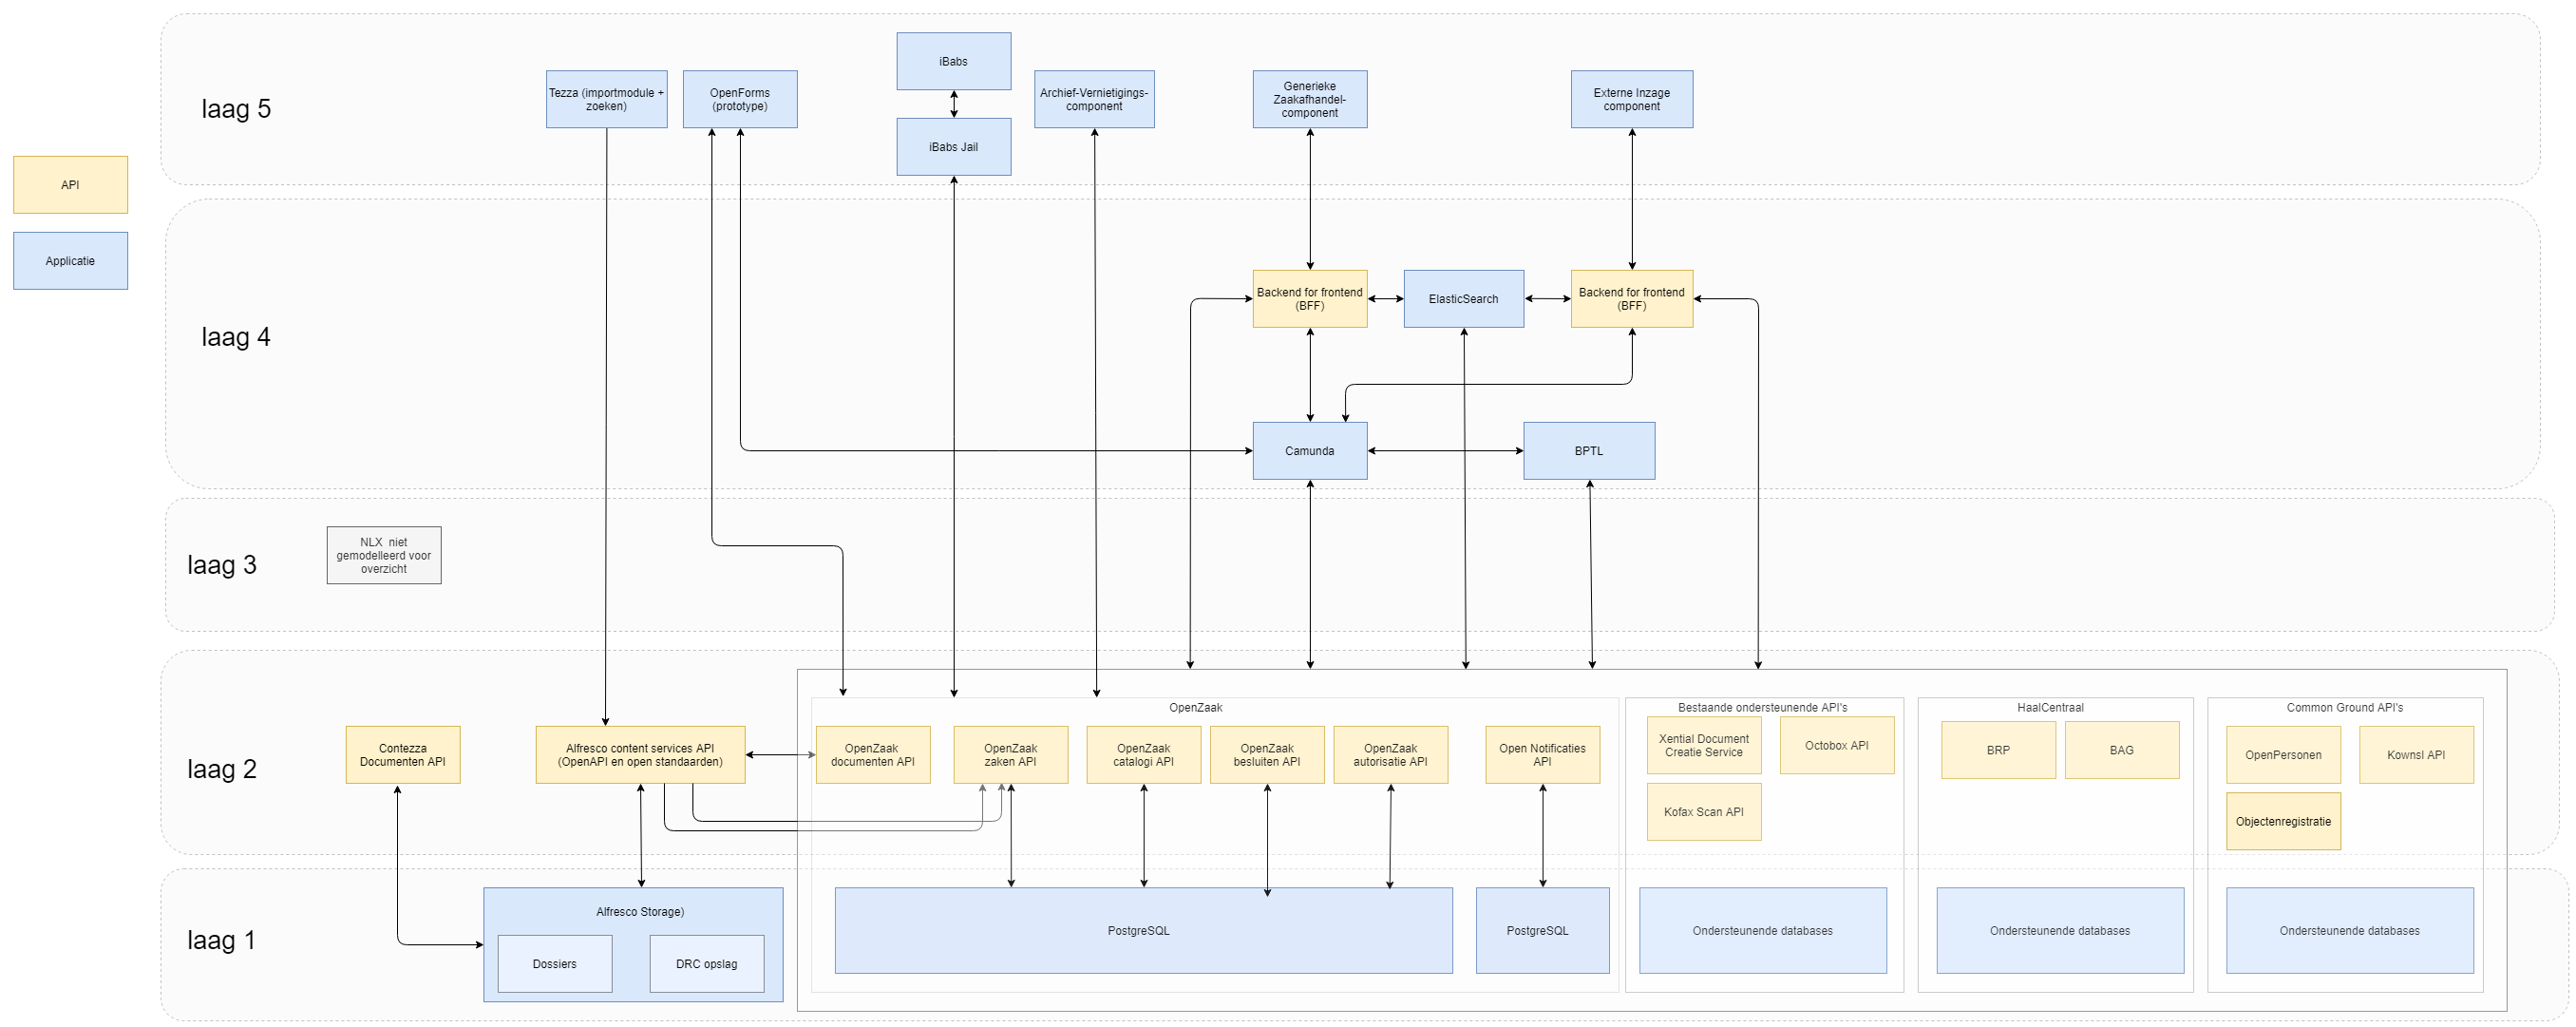 laag 5
iBabs
Tezza (importmodule +
zoeken)
OpenForms
(prototype)
Archief-Vernietigings-
component
Generieke
Zaakafhandel-
component
Externe Inzage
component
iBabs Jail
API
Applicatie
laag 4
Backend for frontend
(BFF)
ElasticSearch
Backend for frontend
(BFF)
Camunda
BPTL
laag 3
NLX niet
gemodelleerd voor
overzicht
laag 2
Contezza
Documenten API
Alfresco content services API
(OpenAPI en open standaarden)
OpenZaak
OpenZaak
documenten API
OpenZaak
zaken API
OpenZaak
catalogi API
OpenZaak
besluiten API
OpenZaak
autorisatie API
Open Notificaties
API
Bestaande ondersteunende API's
Xential Document
Creatie Service
Octobox API
Kofax Scan API
HaalCentraal
BRP
BAG
Common Ground API's
OpenPersonen
Kownsl API
Objectenregistratie
laag 1
Alfresco Storage)
Dossiers
DRC opslag
PostgreSQL
PostgreSQL
Ondersteunende databases
Ondersteunende databases
Ondersteunende databases